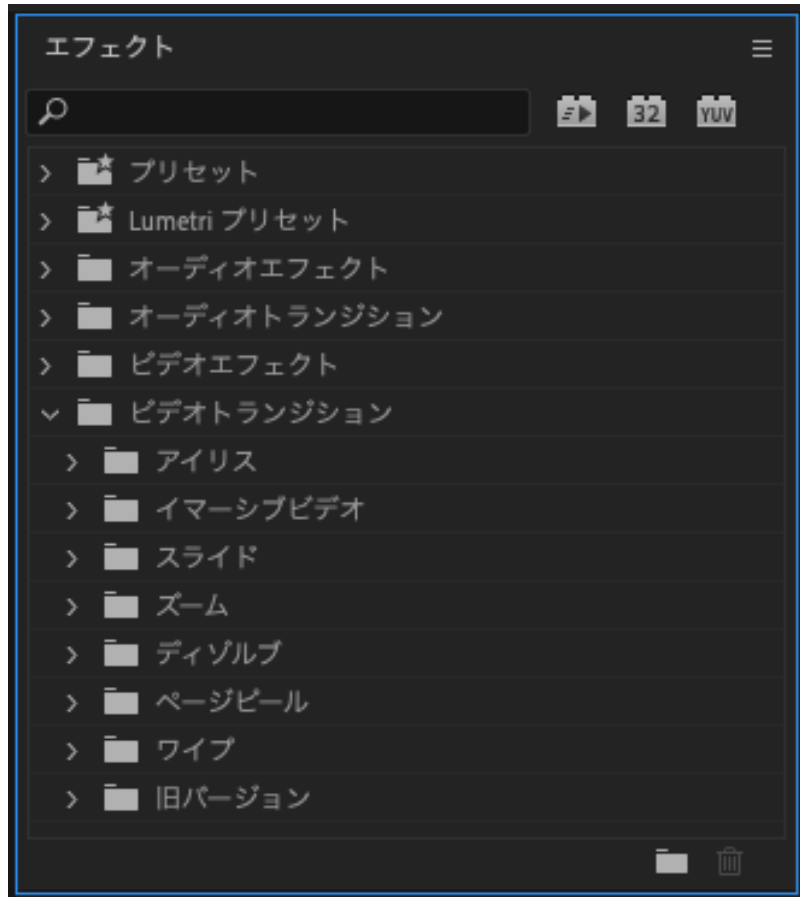 エフェクト
32 YUV
プリセット
Lumetri プリセット
オーディオエフェクト
オーディオトランジション
ビデオエフェクト
ビデオトランジション
アイリス
イマーシブビデオ
スライド
ズーム
ディゾルブ
ページピール
ワイプ
旧バージョン